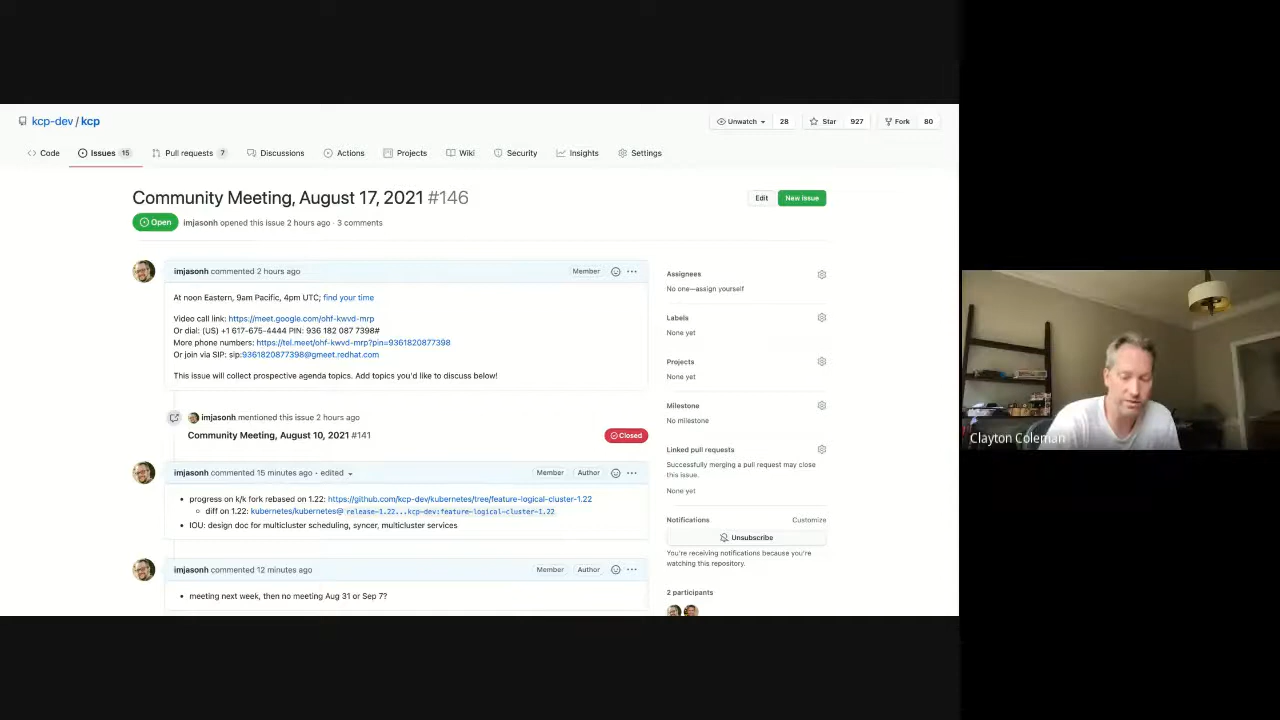 kcp-dev / kcp
Unwatch 28 Star 927 Fork 80
Code Issues 15 Pull requests 7 Discussions Actions Projects Wiki Security Insights Settings
Community Meeting, August 17, 2021 #146
Edit New issue
Open imjasonh opened this issue 2 hours ago · 3 comments
imjasonh commented 2 hours ago Member
At noon Eastern, 9am Pacific, 4pm UTC; find your time
Video call link: https://meet.google.com/ohf-kwvd-mrp
Or dial: (US) +1 617-675-4444 PIN: 936 182 087 7398#
More phone numbers: https://tel.meet/ohf-kwvd-mrp?pin=9361820877398
Or join via SIP: sip:9361820877398@gmeet.redhat.com
This issue will collect prospective agenda topics. Add topics you'd like to discuss below!
imjasonh mentioned this issue 2 hours ago
Community Meeting, August 10, 2021 #141
Closed
imjasonh commented 15 minutes ago • edited Member Author
• progress on k/k fork rebased on 1.22: https://github.com/kcp-dev/kubernetes/tree/feature-logical-cluster-1.22
○ diff on 1.22: kubernetes/kubernetes@ release-1.22...kcp-dev:feature-logical-cluster-1.22
• IOU: design doc for multicluster scheduling, syncer, multicluster services
imjasonh commented 12 minutes ago Member Author
• meeting next week, then no meeting Aug 31 or Sep 7?
Assignees
No one—assign yourself
Labels
None yet
Projects
None yet
Milestone
No milestone
Linked pull requests
Successfully merging a pull request may close
this issue.
None yet
Notifications Customize
Unsubscribe
You're receiving notifications because you're
watching this repository.
2 participants
Clayton Coleman